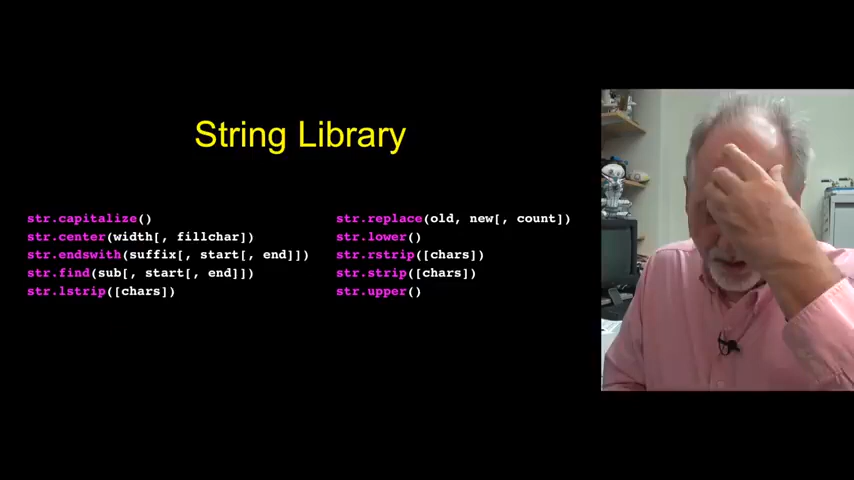 String Library
str.capitalize()
str.center(width[, fillchar])
str.endswith(suffix[, start[, end]])
str.find(sub[, start[, end]])
str.lstrip([chars])
str.replace(old, new[, count])
str.lower()
str.rstrip([chars])
str.strip([chars])
str.upper()